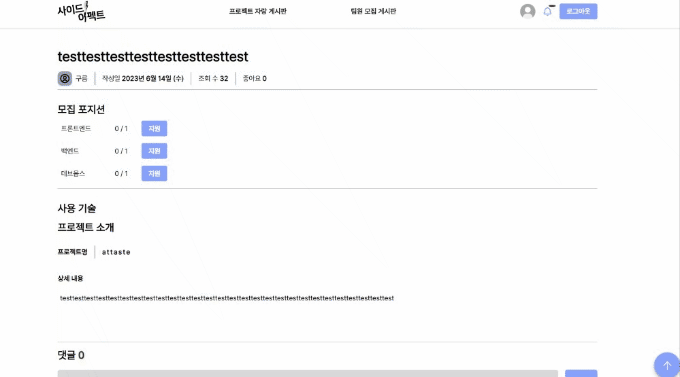 사이드
이펙트
프로젝트 자랑 게시판
팀원 모집 게시판
로그아웃
testtesttesttesttesttesttesttest
구름
작성일 2023년 6월 14일 (수)
조회 수 32
좋아요 0
모집 포지션
프론트엔드 0 / 1 지원
백엔드 0 / 1 지원
데브옵스 0 / 1 지원
사용 기술
프로젝트 소개
프로젝트명 attaste
상세 내용
댓글 0